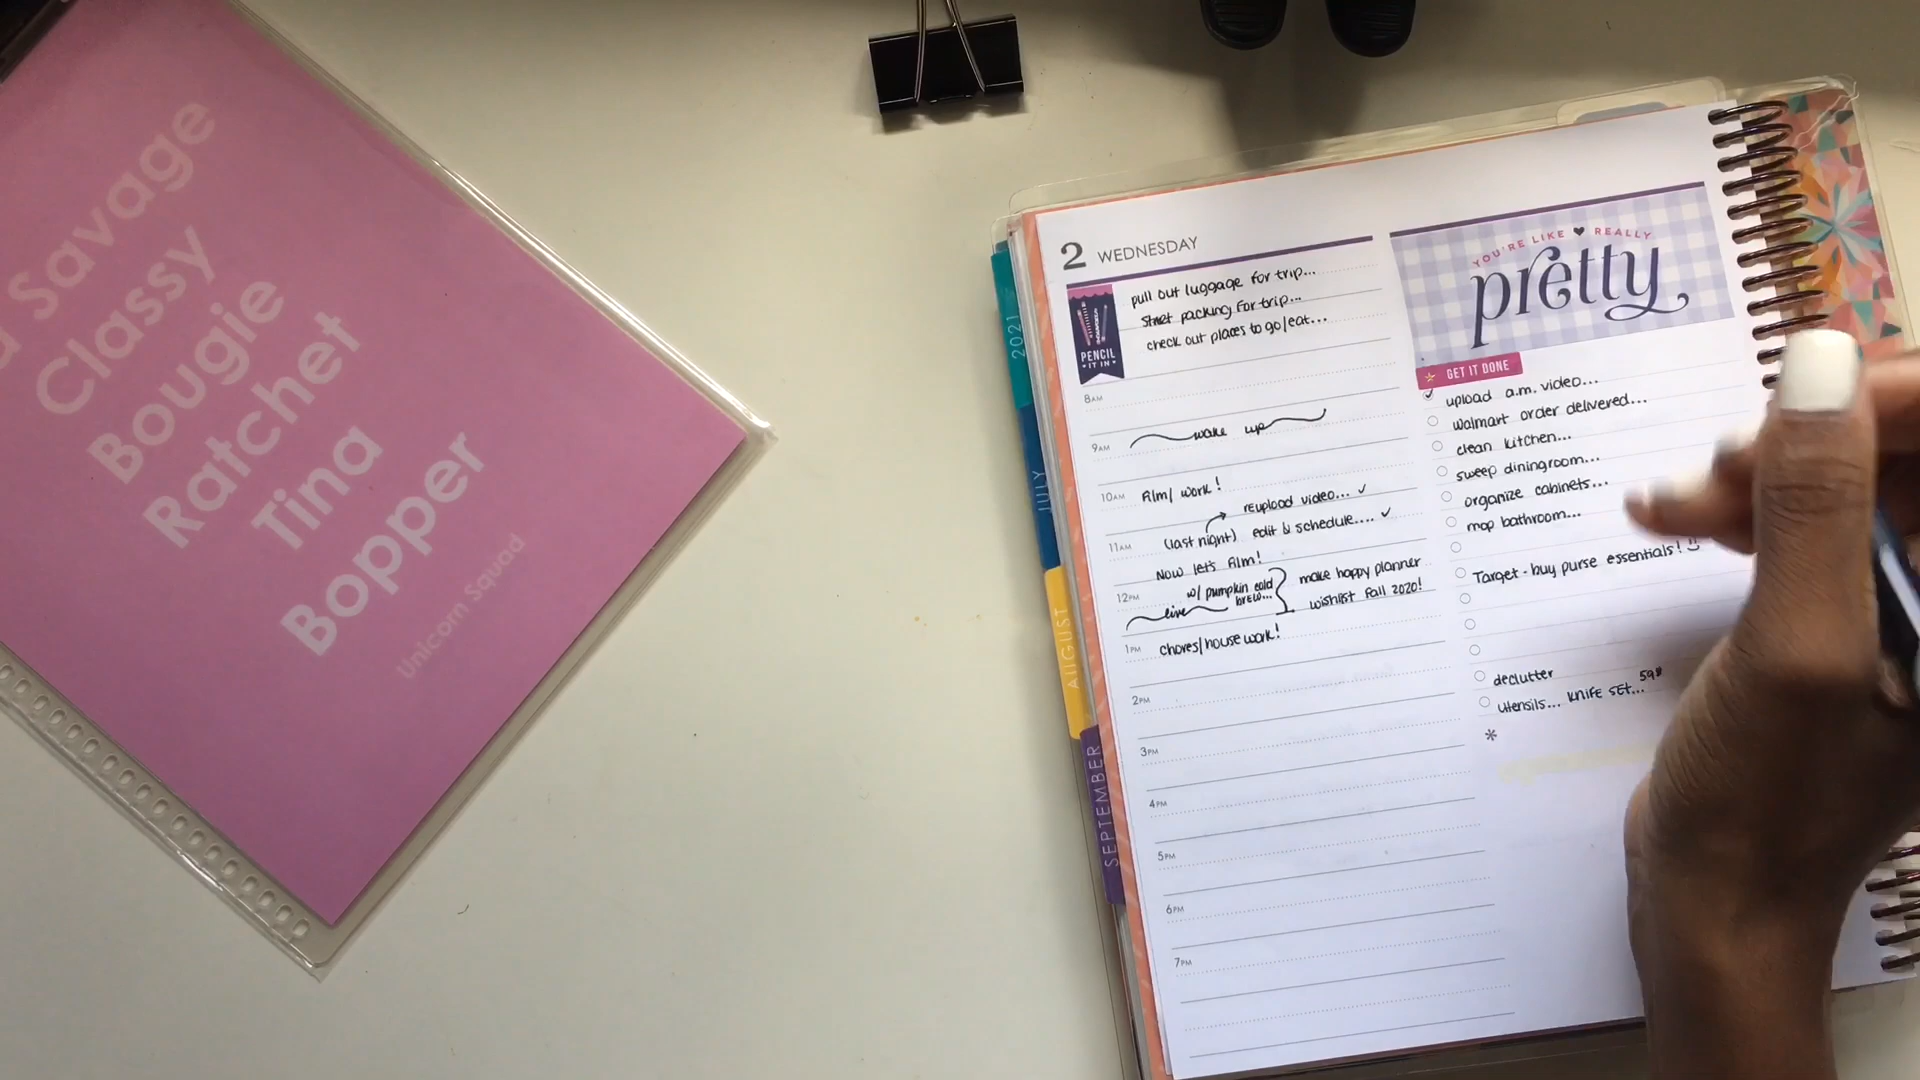 Savage
Classy
Bougie
Ratchet
Tina
Bopper
Unicorn Squad
2021
JULY
AUGUST
SEPTEMBER
2 WEDNESDAY
PENCIL
IT IN
pull out luggage for trip...
start packing for trip...
check out places to go/eat...
8AM
9AM wake up
10AM Film/ work!
reupload video... ✓
11AM (last night) edit & schedule.... ✓
Now let's film!
12PM w/ pumpkin cold brew... make happy planner
live wishlist Fall 2020!
1PM chores/house work!
2PM
3PM
4PM
5PM
6PM
7PM
YOU'RE LIKE ♥ REALLY
pretty
GET IT DONE
✓ upload a.m. video...
walmart order delivered...
clean kitchen...
sweep diningroom...
organize cabinets...
mop bathroom...
Target - buy purse essentials! :)
declutter
utensils... knife set...
*